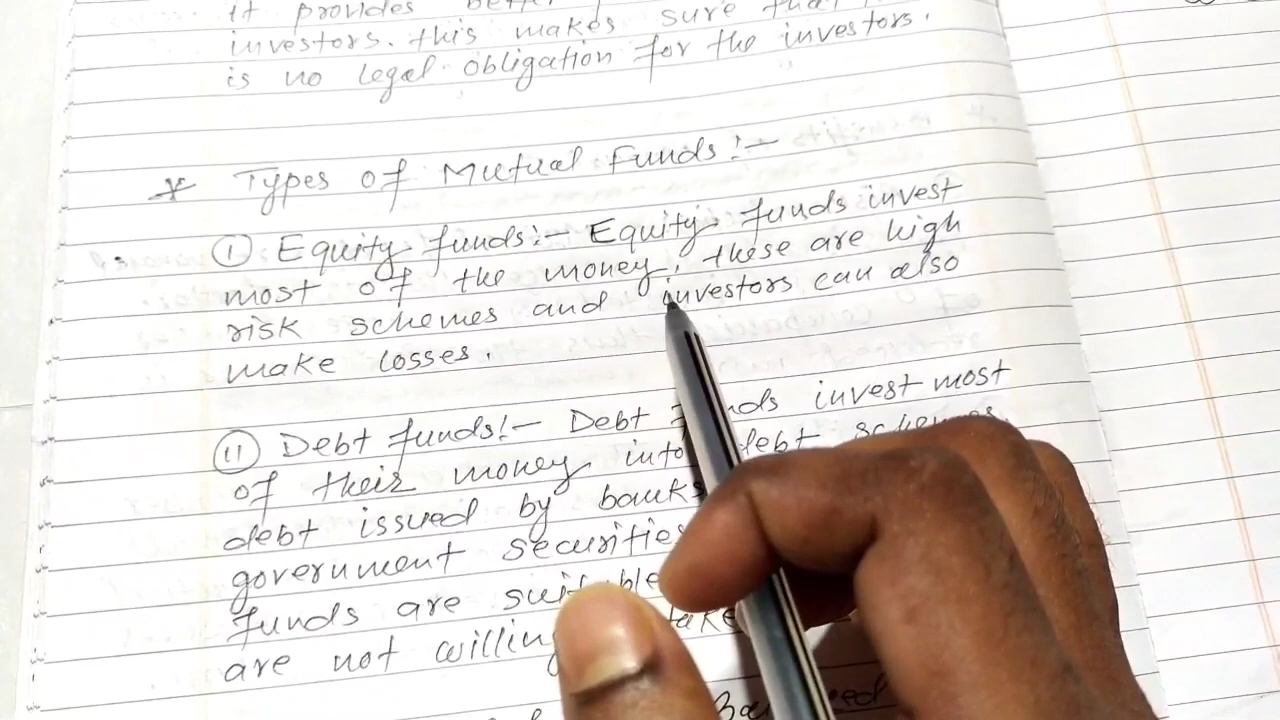 it provides
investors. this makes sure that
is no legal obligation for the investors.
* Types of Mutual Funds :-
(I) Equity funds :- Equity funds invest
most of the money, these are high
risk schemes and investors can also
make losses.
(II) Debt funds :- Debt invest most
of their money into debt schemes
debt issued by banks
government securities
funds are suitable
are not willing take